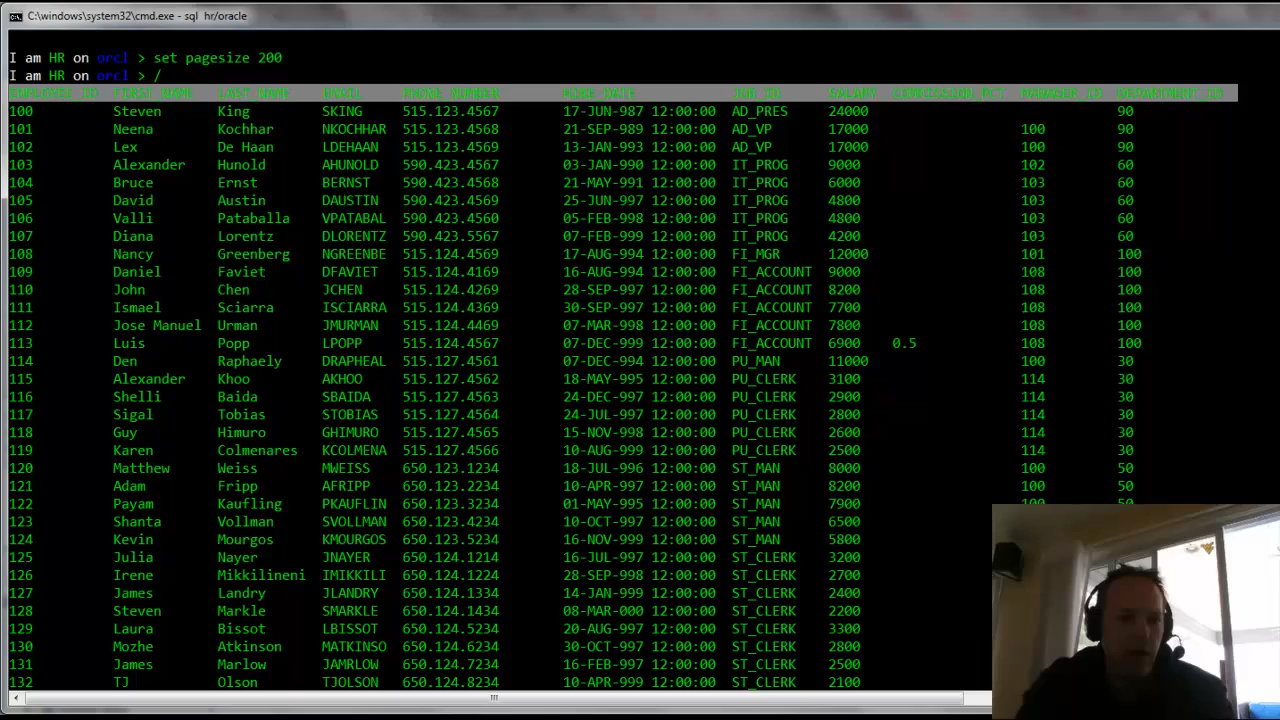 C:\windows\system32\cmd.exe - sql  hr/oracle
I am HR on orcl > set pagesize 200
I am HR on orcl > /
EMPLOYEE_ID  FIRST_NAME  LAST_NAME  EMAIL  PHONE_NUMBER  HIRE_DATE  JOB_ID  SALARY  COMMISSION_PCT  MANAGER_ID  DEPARTMENT_ID
100 Steven King SKING 515.123.4567 17-JUN-987 12:00:00 AD_PRES 24000 90
101 Neena Kochhar NKOCHHAR 515.123.4568 21-SEP-989 12:00:00 AD_VP 17000 100 90
102 Lex De Haan LDEHAAN 515.123.4569 13-JAN-993 12:00:00 AD_VP 17000 100 90
103 Alexander Hunold AHUNOLD 590.423.4567 03-JAN-990 12:00:00 IT_PROG 9000 102 60
104 Bruce Ernst BERNST 590.423.4568 21-MAY-991 12:00:00 IT_PROG 6000 103 60
105 David Austin DAUSTIN 590.423.4569 25-JUN-997 12:00:00 IT_PROG 4800 103 60
106 Valli Pataballa VPATABAL 590.423.4560 05-FEB-998 12:00:00 IT_PROG 4800 103 60
107 Diana Lorentz DLORENTZ 590.423.5567 07-FEB-999 12:00:00 IT_PROG 4200 103 60
108 Nancy Greenberg NGREENBE 515.124.4569 17-AUG-994 12:00:00 FI_MGR 12000 101 100
109 Daniel Faviet DFAVIET 515.124.4169 16-AUG-994 12:00:00 FI_ACCOUNT 9000 108 100
110 John Chen JCHEN 515.124.4269 28-SEP-997 12:00:00 FI_ACCOUNT 8200 108 100
111 Ismael Sciarra ISCIARRA 515.124.4369 30-SEP-997 12:00:00 FI_ACCOUNT 7700 108 100
112 Jose Manuel Urman JMURMAN 515.124.4469 07-MAR-998 12:00:00 FI_ACCOUNT 7800 108 100
113 Luis Popp LPOPP 515.124.4567 07-DEC-999 12:00:00 FI_ACCOUNT 6900 0.5 108 100
114 Den Raphaely DRAPHEAL 515.127.4561 07-DEC-994 12:00:00 PU_MAN 11000 100 30
115 Alexander Khoo AKHOO 515.127.4562 18-MAY-995 12:00:00 PU_CLERK 3100 114 30
116 Shelli Baida SBAIDA 515.127.4563 24-DEC-997 12:00:00 PU_CLERK 2900 114 30
117 Sigal Tobias STOBIAS 515.127.4564 24-JUL-997 12:00:00 PU_CLERK 2800 114 30
118 Guy Himuro GHIMURO 515.127.4565 15-NOV-998 12:00:00 PU_CLERK 2600 114 30
119 Karen Colmenares KCOLMENA 515.127.4566 10-AUG-999 12:00:00 PU_CLERK 2500 114 30
120 Matthew Weiss MWEISS 650.123.1234 18-JUL-996 12:00:00 ST_MAN 8000 100 50
121 Adam Fripp AFRIPP 650.123.2234 10-APR-997 12:00:00 ST_MAN 8200 100 50
122 Payam Kaufling PKAUFLIN 650.123.3234 01-MAY-995 12:00:00 ST_MAN 7900 100 50
123 Shanta Vollman SVOLLMAN 650.123.4234 10-OCT-997 12:00:00 ST_MAN 6500
124 Kevin Mourgos KMOURGOS 650.123.5234 16-NOV-999 12:00:00 ST_MAN 5800
125 Julia Nayer JNAYER 650.124.1214 16-JUL-997 12:00:00 ST_CLERK 3200
126 Irene Mikkilineni IMIKKILI 650.124.1224 28-SEP-998 12:00:00 ST_CLERK 2700
127 James Landry JLANDRY 650.124.1334 14-JAN-999 12:00:00 ST_CLERK 2400
128 Steven Markle SMARKLE 650.124.1434 08-MAR-000 12:00:00 ST_CLERK 2200
129 Laura Bissot LBISSOT 650.124.5234 20-AUG-997 12:00:00 ST_CLERK 3300
130 Mozhe Atkinson MATKINSO 650.124.6234 30-OCT-997 12:00:00 ST_CLERK 2800
131 James Marlow JAMRLOW 650.124.7234 16-FEB-997 12:00:00 ST_CLERK 2500
132 TJ Olson TJOLSON 650.124.8234 10-APR-999 12:00:00 ST_CLERK 2100